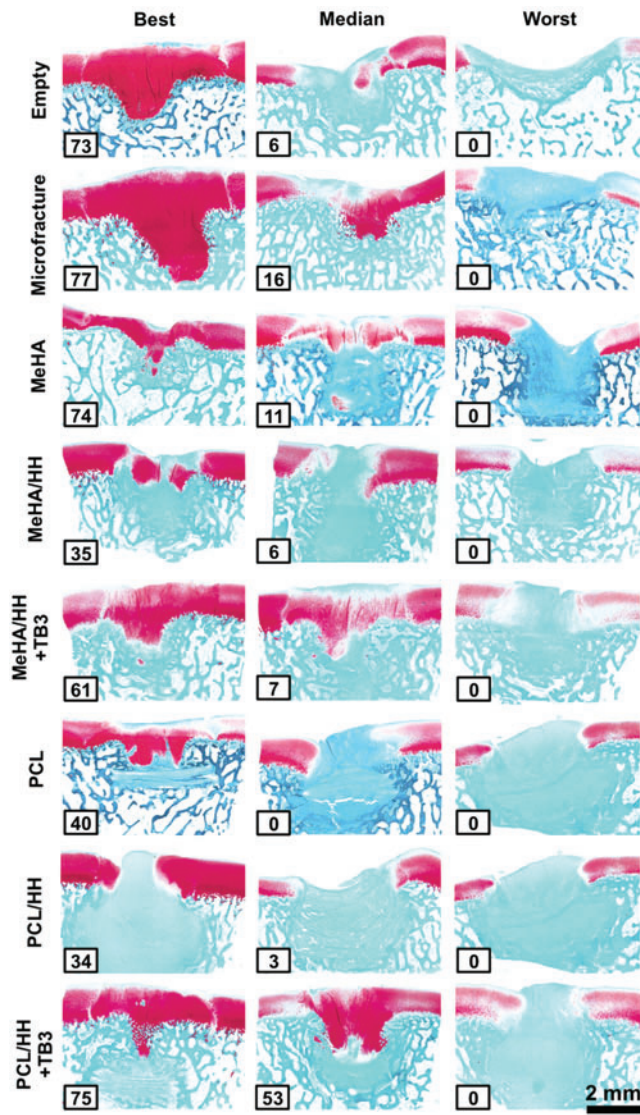 Best Median Worst
Empty
73 6 0
Microfracture
77 16 0
MeHA
74 11 0
MeHA/HH
35 6 0
MeHA/HH
+TB3
61 7 0
PCL
40 0 0
PCL/HH
34 3 0
PCL/HH
+TB3
75 53 0
2 mm